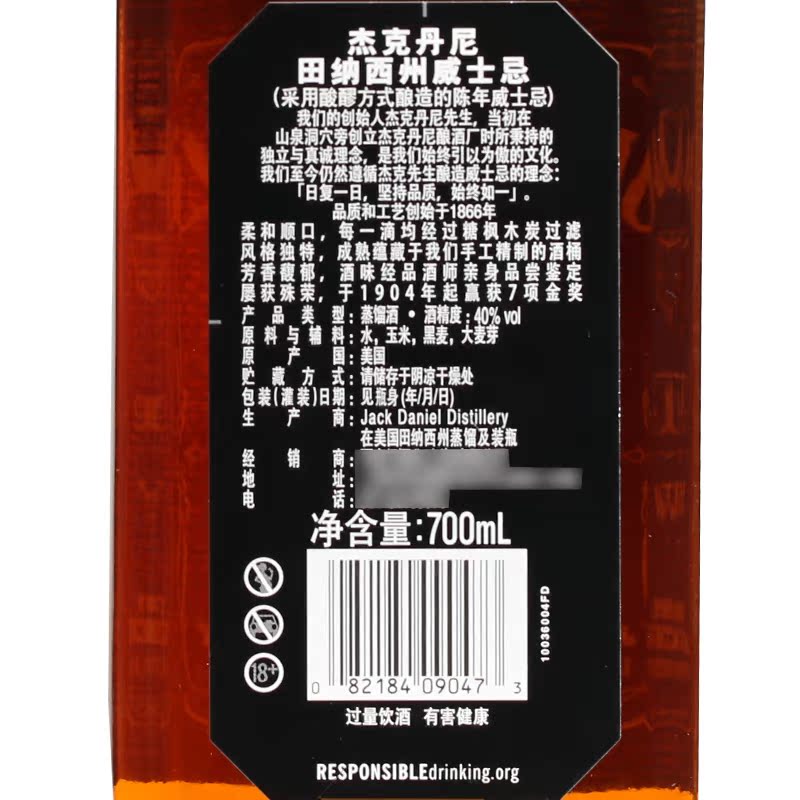 杰克丹尼
田纳西州威士忌
(采用酸醪方式酿造的陈年威士忌)
我们的创始人杰克丹尼先生，当初在
山泉洞穴旁创立杰克丹尼酿酒厂时所秉持的
独立与真诚理念，是我们始终引以为傲的文化。
我们至今仍然遵循杰克先生酿造威士忌的理念：
「日复一日，坚持品质，始终如一」。
品质和工艺创始于1866年
柔和顺口，每一滴均经过糖枫木炭过滤
风格独特，成熟蕴藏于我们手工精制的酒桶
芳香馥郁，酒味经品酒师亲身品尝鉴定
屡获殊荣，于1904年起赢获7项金奖
产品类型：蒸馏酒·酒精度：40% vol
原料与辅料：水，玉米，黑麦，大麦芽
原产国：美国
贮藏方式：请储存于阴凉干燥处
包装(灌装)日期：见瓶身(年/月/日)
生产商：Jack Daniel Distillery
在美国田纳西州蒸馏及装瓶
经销商：
地址：
电话：
净含量:700mL
18+
10036004FD
0 82184 09047 3
过量饮酒 有害健康
RESPONSIBLEdrinking.org